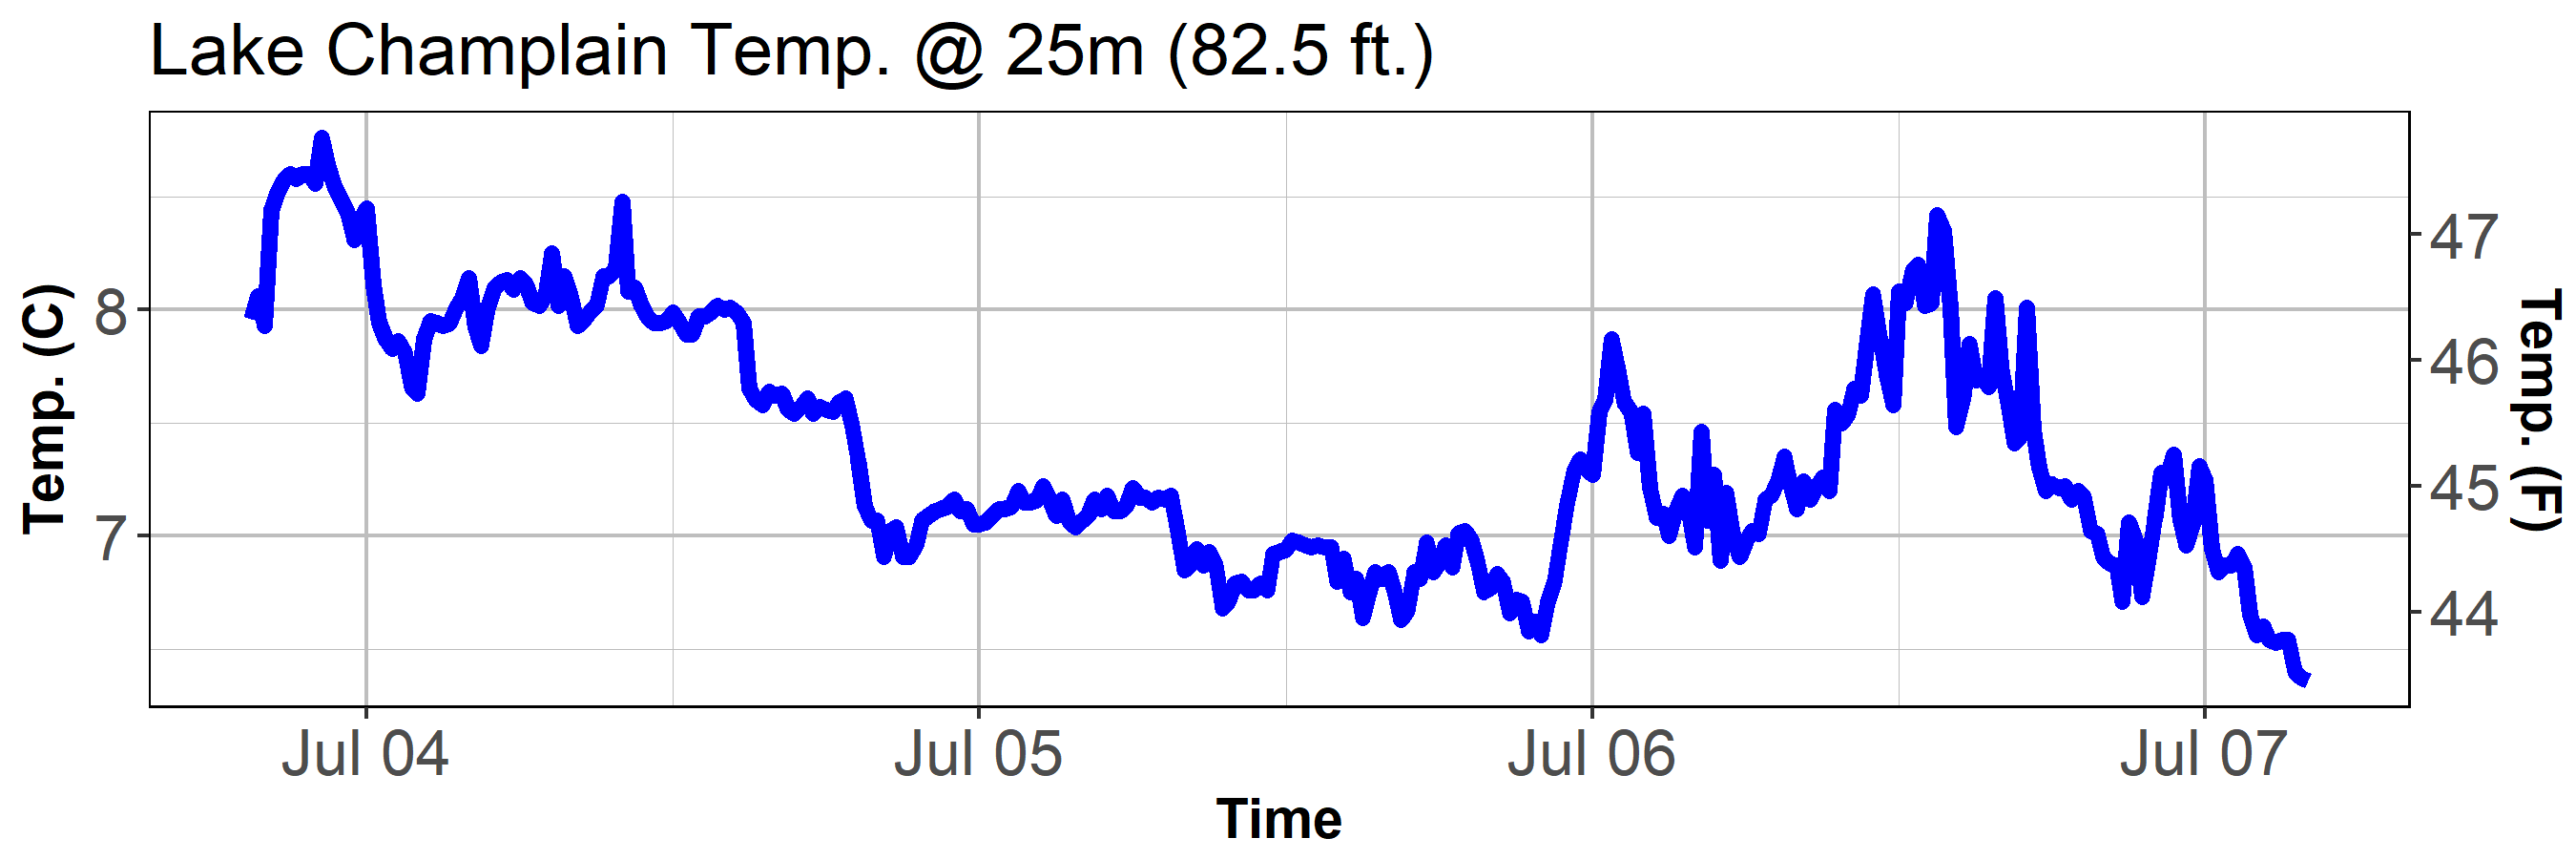 Lake Champlain Temp. @ 25m (82.5 ft.)
Temp. (C)
8
7
47
46
45
44
Temp. (F)
Jul 04
Jul 05
Jul 06
Jul 07
Time